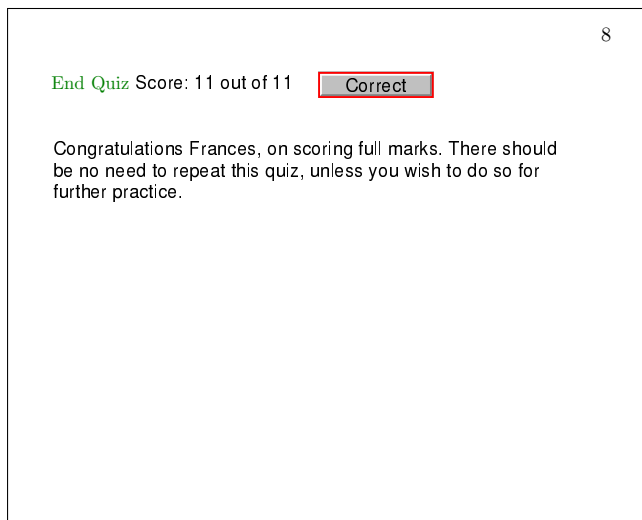 8
End Quiz Score: 11 out of 11 Correct
Congratulations Frances, on scoring full marks. There should
be no need to repeat this quiz, unless you wish to do so for
further practice.